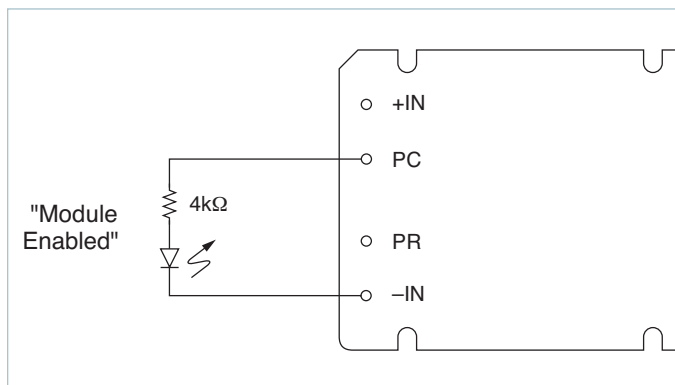 +IN
PC
4kΩ
"Module
Enabled"
PR
–IN